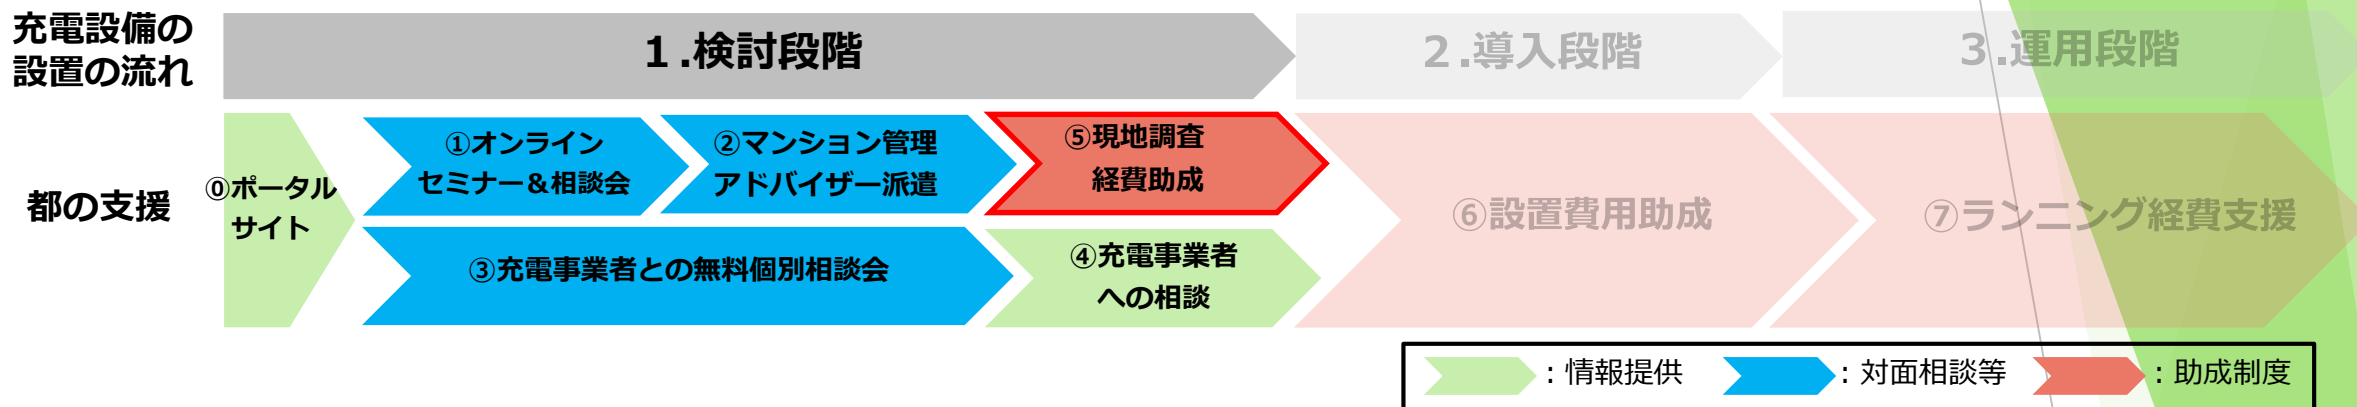 充電設備の
設置の流れ
１.検討段階
２.導入段階
３.運用段階
都の支援
⓪ポータル
サイト
①オンライン
セミナー＆相談会
②マンション管理
アドバイザー派遣
⑤現地調査
経費助成
③充電事業者との無料個別相談会
④充電事業者
への相談
⑥設置費用助成
⑦ランニング経費支援
：情報提供
：対面相談等
：助成制度